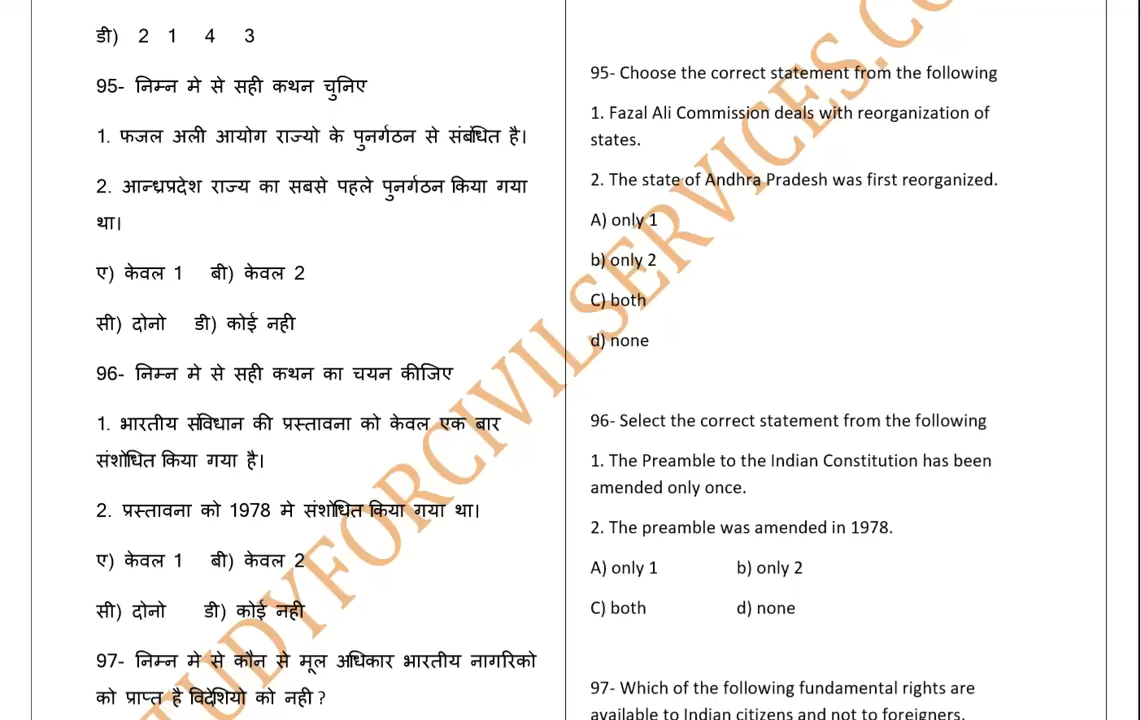 डी) 2 1 4 3
95- निम्न मे से सही कथन चुनिए
1. फजल अली आयोग राज्यो के पुनर्गठन से संबंधित है।
2. आन्ध्रप्रदेश राज्य का सबसे पहले पुनर्गठन किया गया
था।
ए) केवल 1 बी) केवल 2
सी) दोनो डी) कोई नही
96- निम्न मे से सही कथन का चयन कीजिए
1. भारतीय संविधान की प्रस्तावना को केवल एक बार
संशोधित किया गया है।
2. प्रस्तावना को 1978 मे संशोधित किया गया था।
ए) केवल 1 बी) केवल 2
सी) दोनो डी) कोई नही
97- निम्न मे से कौन से मूल अधिकार भारतीय नागरिको
को प्राप्त है विदेशियो को नही ?
95- Choose the correct statement from the following
1. Fazal Ali Commission deals with reorganization of
states.
2. The state of Andhra Pradesh was first reorganized.
A) only 1
b) only 2
C) both
d) none
96- Select the correct statement from the following
1. The Preamble to the Indian Constitution has been
amended only once.
2. The preamble was amended in 1978.
A) only 1 b) only 2
C) both d) none
97- Which of the following fundamental rights are
available to Indian citizens and not to foreigners.
TUDYFORCIVILSERVICES.CO